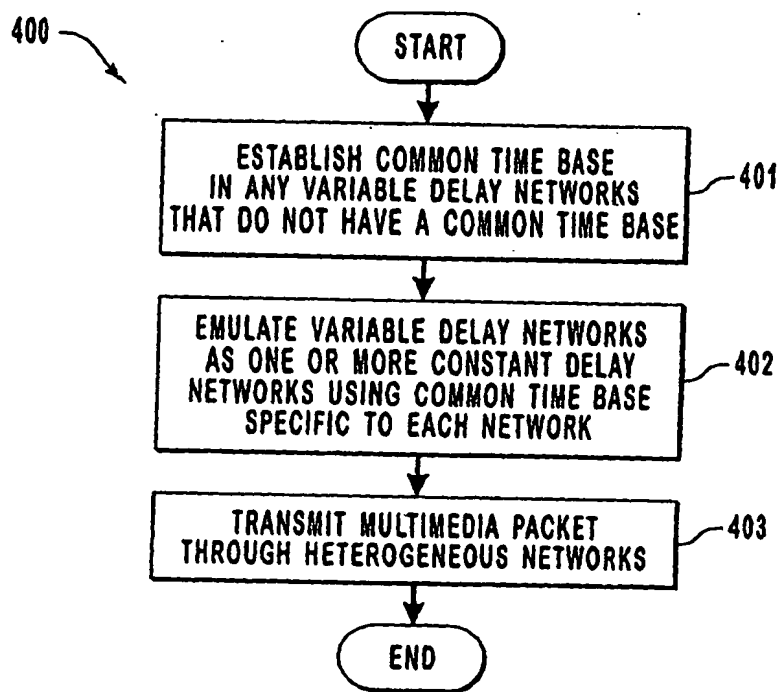 400
START
ESTABLISH COMMON TIME BASE
IN ANY VARIABLE DELAY NETWORKS
THAT DO NOT HAVE A COMMON TIME BASE
401
EMULATE VARIABLE DELAY NETWORKS
AS ONE OR MORE CONSTANT DELAY
NETWORKS USING COMMON TIME BASE
SPECIFIC TO EACH NETWORK
402
TRANSMIT MULTIMEDIA PACKET
THROUGH HETEROGENEOUS NETWORKS
403
END